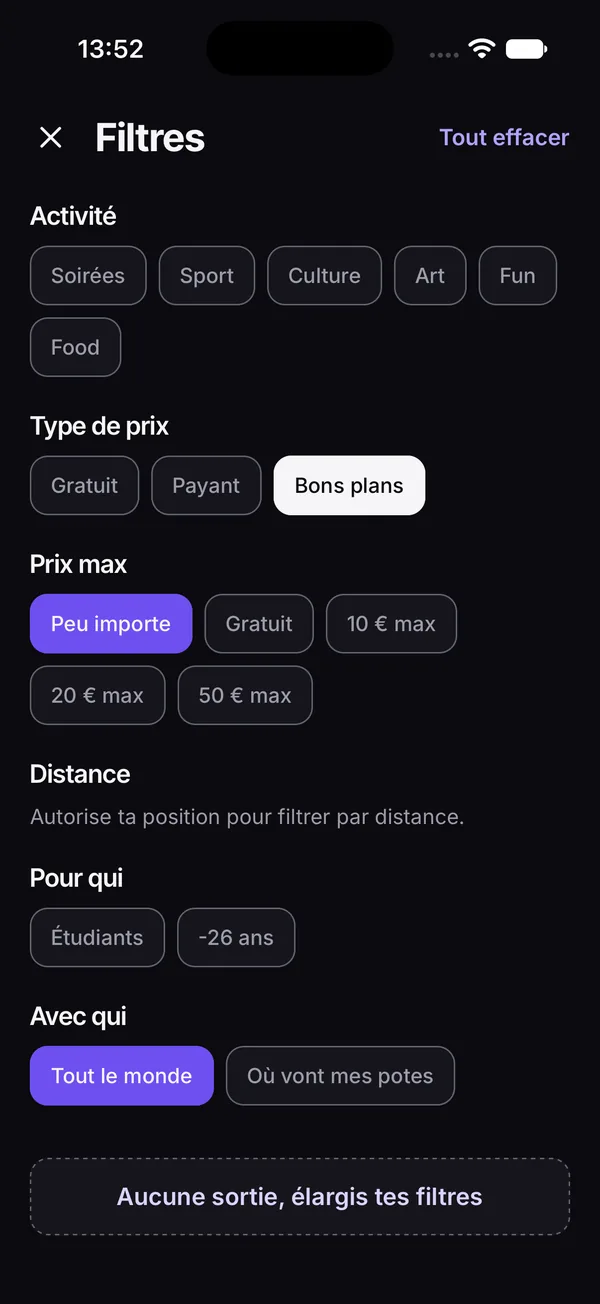 13:52
Filtres
Tout effacer
Activité
Soirées
Sport
Culture
Art
Fun
Food
Type de prix
Gratuit
Payant
Bons plans
Prix max
Peu importe
Gratuit
10 € max
20 € max
50 € max
Distance
Autorise ta position pour filtrer par distance.
Pour qui
Étudiants
-26 ans
Avec qui
Tout le monde
Où vont mes potes
Aucune sortie, élargis tes filtres